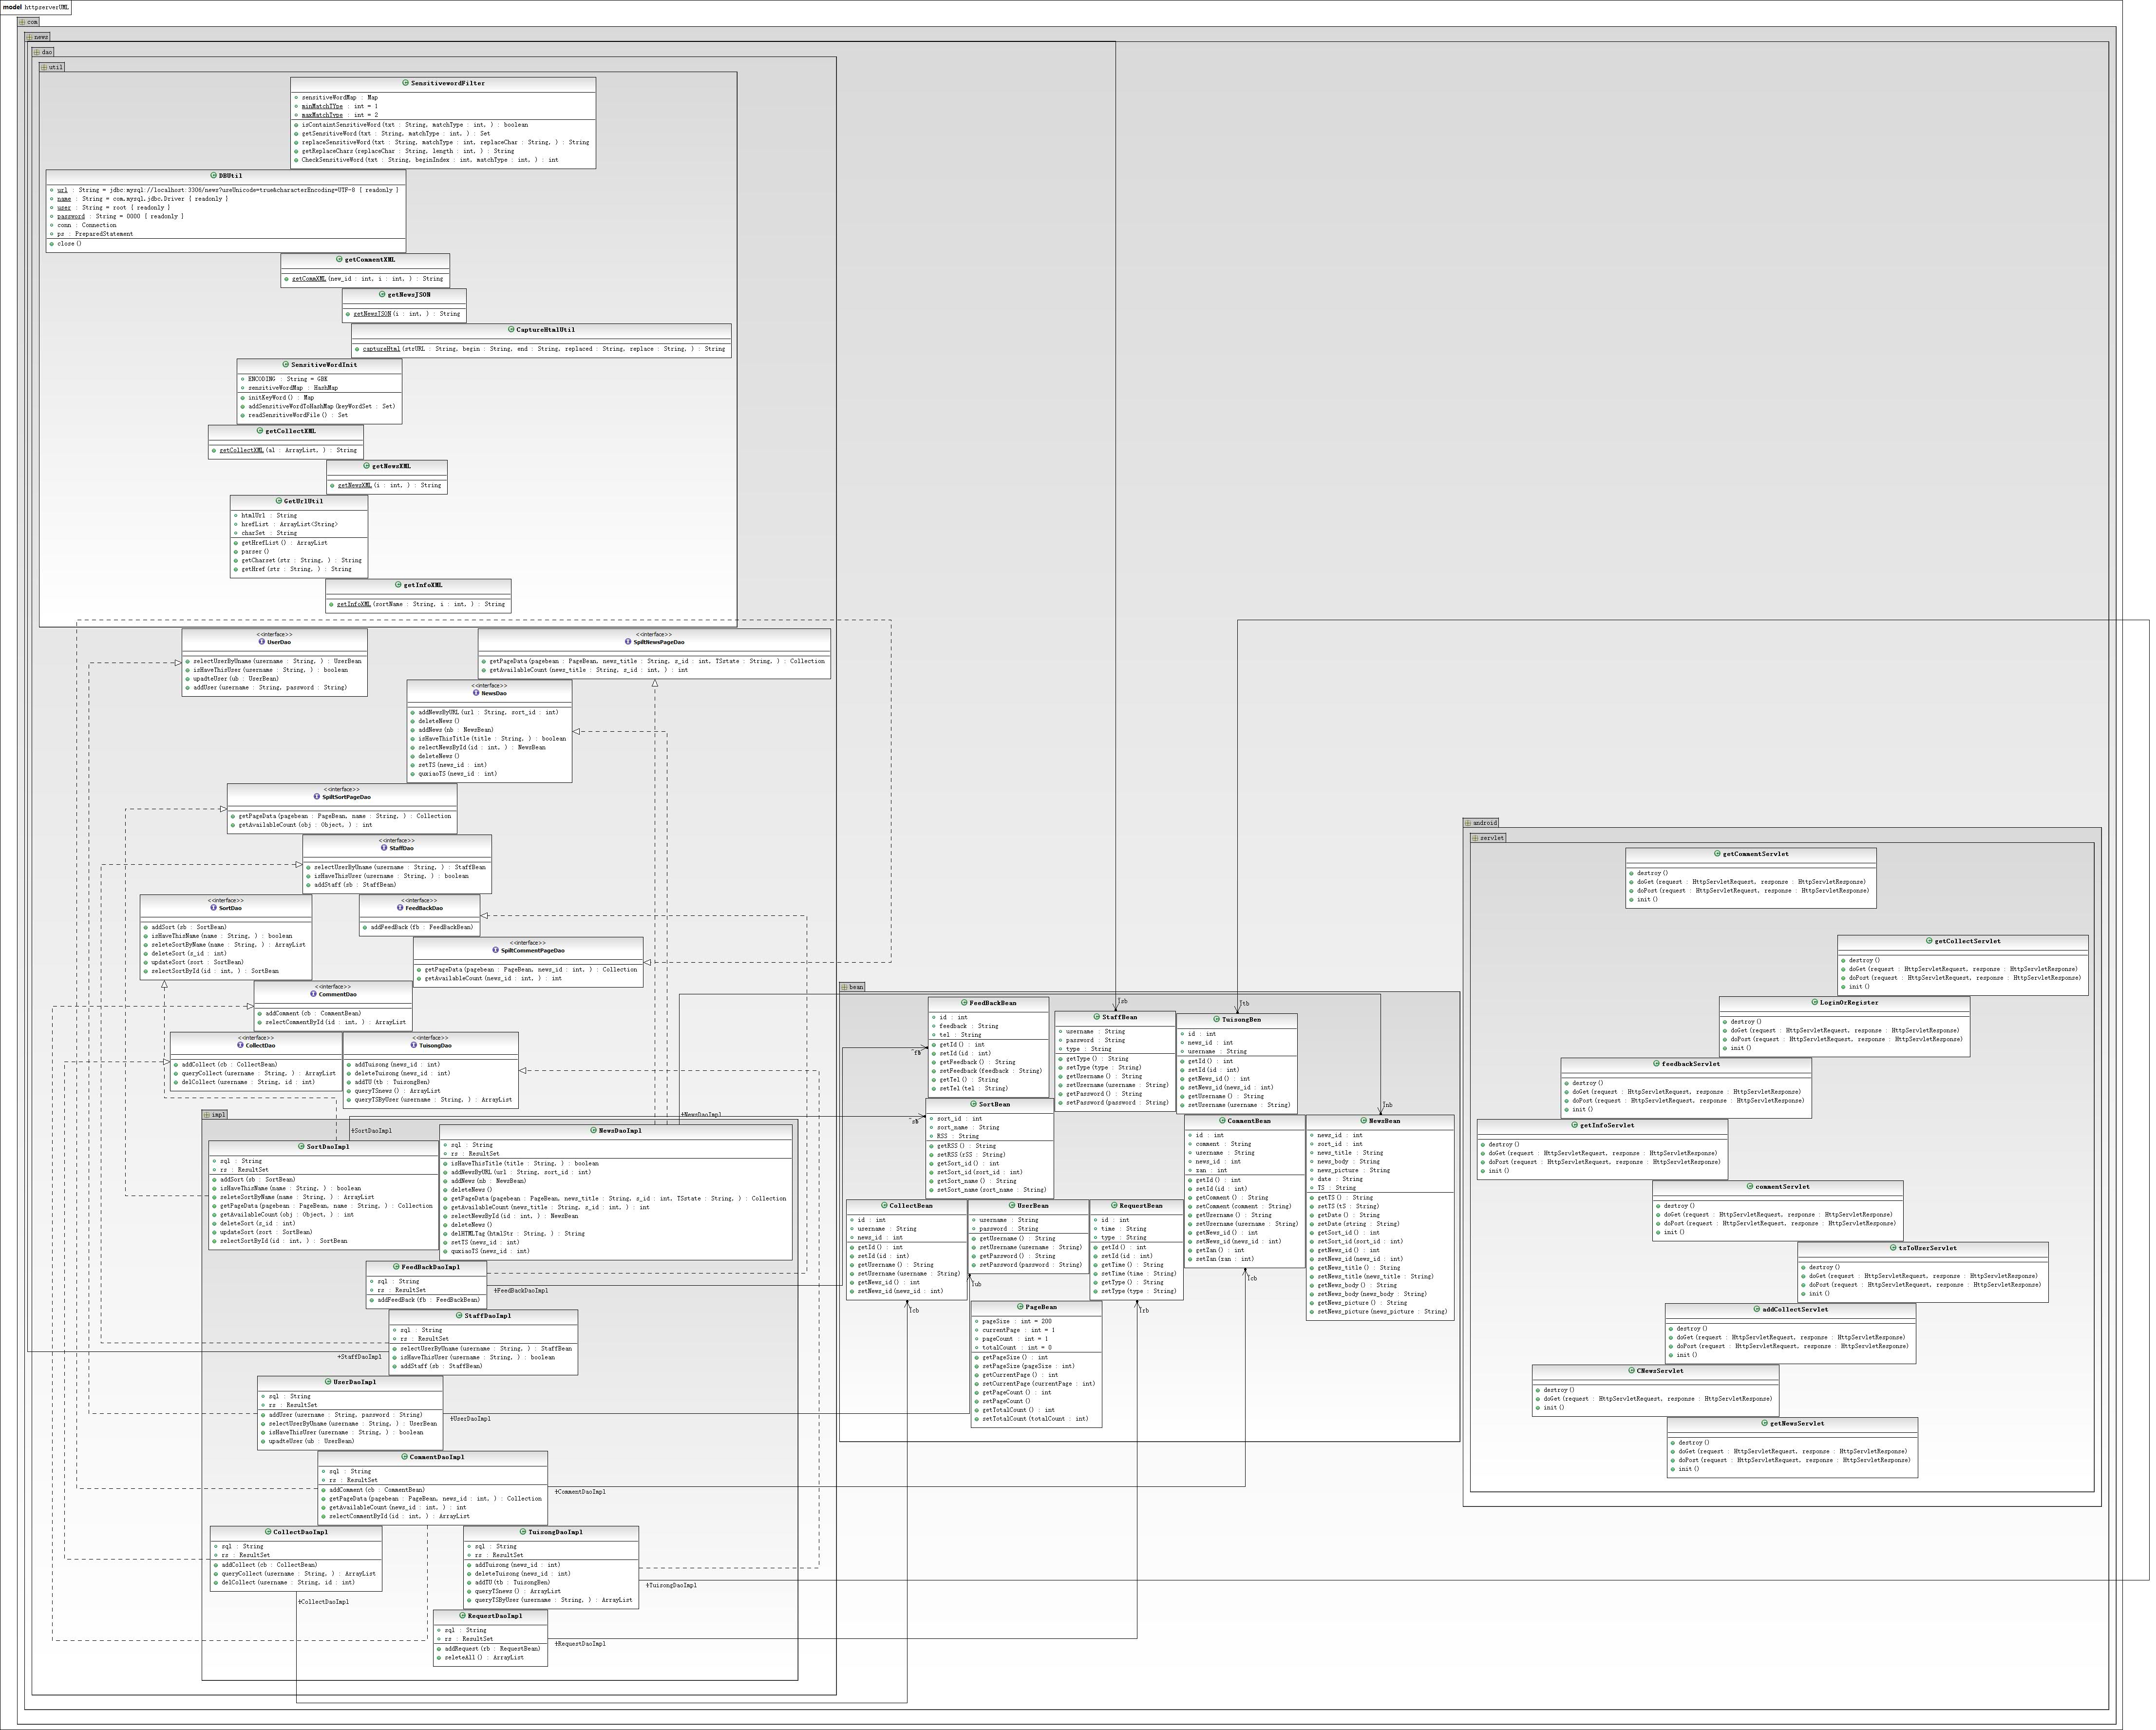 model httpserverUML
com
news
dao
util
SensitivewordFilter
sensitiveWordMap : Map
minMatchTYpe : int = 1
maxMatchType : int = 2
isContaintSensitiveWord(txt : String, matchType : int, ) : boolean
getSensitiveWord(txt : String, matchType : int, ) : Set
replaceSensitiveWord(txt : String, matchType : int, replaceChar : String, ) : String
getReplaceChars(replaceChar : String, length : int, ) : String
CheckSensitiveWord(txt : String, beginIndex : int, matchType : int, ) : int
DBUtil
url : String = jdbc:mysql://localhost:3306/news?useUnicode=true&characterEncoding=UTF-8 { readonly }
name : String = com.mysql.jdbc.Driver { readonly }
user : String = root { readonly }
password : String = 0000 { readonly }
conn : Connection
ps : PreparedStatement
close()
getCommentXML
getCommXML(new_id : int, i : int, ) : String
getNewsJSON
getNewsJSON(i : int, ) : String
CaptureHtmlUtil
captureHtml(strURL : String, begin : String, end : String, replaced : String, replace : String, ) : String
SensitiveWordInit
ENCODING : String = GBK
sensitiveWordMap : HashMap
initKeyWord() : Map
addSensitiveWordToHashMap(keyWordSet : Set)
readSensitiveWordFile() : Set
getCollectXML
getCollectXML(al : ArrayList, ) : String
getNewsXML
getNewsXML(i : int, ) : String
GetUrlUtil
htmlUrl : String
hrefList : ArrayList<String>
charSet : String
getHrefList() : ArrayList
parser()
getCharset(str : String, ) : String
getHref(str : String, ) : String
getInfoXML
getInfoXML(sortName : String, i : int, ) : String
<<interface>>
UserDao
selectUserByUname(username : String, ) : UserBean
isHaveThisUser(username : String, ) : boolean
upadteUser(ub : UserBean)
addUser(username : String, password : String)
<<interface>>
SpiltNewsPageDao
getPageData(pagebean : PageBean, news_title : String, s_id : int, TSstate : String, ) : Collection
getAvailableCount(news_title : String, s_id : int, ) : int
<<interface>>
NewsDao
addNewsByURL(url : String, sort_id : int)
deleteNews()
addNews(nb : NewsBean)
isHaveThisTitle(title : String, ) : boolean
selectNewsById(id : int, ) : NewsBean
deleteNews()
setTS(news_id : int)
quxiaoTS(news_id : int)
<<interface>>
SpiltSortPageDao
getPageData(pagebean : PageBean, name : String, ) : Collection
getAvailableCount(obj : Object, ) : int
<<interface>>
StaffDao
selectUserByUname(username : String, ) : StaffBean
isHaveThisUser(username : String, ) : boolean
addStaff(sb : StaffBean)
<<interface>>
SortDao
addSort(sb : SortBean)
isHaveThisName(name : String, ) : boolean
seleteSortByName(name : String, ) : ArrayList
deleteSort(s_id : int)
updateSort(sort : SortBean)
selectSortById(id : int, ) : SortBean
<<interface>>
FeedBackDao
addFeedBack(fb : FeedBackBean)
<<interface>>
SpiltCommentPageDao
getPageData(pagebean : PageBean, news_id : int, ) : Collection
getAvailableCount(news_id : int, ) : int
<<interface>>
CommentDao
addComment(cb : CommentBean)
selectCommentById(id : int, ) : ArrayList
<<interface>>
CollectDao
addCollect(cb : CollectBean)
queryCollect(username : String, ) : ArrayList
delCollect(username : String, id : int)
<<interface>>
TuisongDao
addTuisong(news_id : int)
deleteTuisong(news_id : int)
addTU(tb : TuisongBen)
queryTSnews() : ArrayList
queryTSByUser(username : String, ) : ArrayList
impl
SortDaoImpl
sql : String
rs : ResultSet
addSort(sb : SortBean)
isHaveThisName(name : String, ) : boolean
seleteSortByName(name : String, ) : ArrayList
getPageData(pagebean : PageBean, name : String, ) : Collection
getAvailableCount(obj : Object, ) : int
deleteSort(s_id : int)
updateSort(sort : SortBean)
selectSortById(id : int, ) : SortBean
+SortDaoImpl
+NewsDaoImpl
NewsDaoImpl
sql : String
rs : ResultSet
isHaveThisTitle(title : String, ) : boolean
addNewsByURL(url : String, sort_id : int)
addNews(nb : NewsBean)
deleteNews()
getPageData(pagebean : PageBean, news_title : String, s_id : int, TSstate : String, ) : Collection
getAvailableCount(news_title : String, s_id : int, ) : int
selectNewsById(id : int, ) : NewsBean
deleteNews()
delHTMLTag(htmlStr : String, ) : String
setTS(news_id : int)
quxiaoTS(news_id : int)
FeedBackDaoImpl
sql : String
rs : ResultSet
addFeedBack(fb : FeedBackBean)
+FeedBackDaoImpl
StaffDaoImpl
sql : String
rs : ResultSet
selectUserByUname(username : String, ) : StaffBean
isHaveThisUser(username : String, ) : boolean
addStaff(sb : StaffBean)
+StaffDaoImpl
UserDaoImpl
sql : String
rs : ResultSet
addUser(username : String, password : String)
selectUserByUname(username : String, ) : UserBean
isHaveThisUser(username : String, ) : boolean
upadteUser(ub : UserBean)
+UserDaoImpl
CommentDaoImpl
sql : String
rs : ResultSet
addComment(cb : CommentBean)
getPageData(pagebean : PageBean, news_id : int, ) : Collection
getAvailableCount(news_id : int, ) : int
selectCommentById(id : int, ) : ArrayList
+CommentDaoImpl
CollectDaoImpl
sql : String
rs : ResultSet
addCollect(cb : CollectBean)
queryCollect(username : String, ) : ArrayList
delCollect(username : String, id : int)
+CollectDaoImpl
TuisongDaoImpl
sql : String
rs : ResultSet
addTuisong(news_id : int)
deleteTuisong(news_id : int)
addTU(tb : TuisongBen)
queryTSnews() : ArrayList
queryTSByUser(username : String, ) : ArrayList
+TuisongDaoImpl
RequestDaoImpl
sql : String
rs : ResultSet
addRequest(rb : RequestBean)
seleteAll() : ArrayList
+RequestDaoImpl
bean
FeedBackBean
id : int
feedback : String
tel : String
getId() : int
setId(id : int)
getFeedback() : String
setFeedback(feedback : String)
getTel() : String
setTel(tel : String)
-fb
-sb
StaffBean
username : String
password : String
type : String
getType() : String
setType(type : String)
getUsername() : String
setUsername(username : String)
getPassword() : String
setPassword(password : String)
-tb
TuisongBen
id : int
news_id : int
username : String
getId() : int
setId(id : int)
getNews_id() : int
setNews_id(news_id : int)
getUsername() : String
setUsername(username : String)
SortBean
sort_id : int
sort_name : String
RSS : String
getRSS() : String
setRSS(rSS : String)
getSort_id() : int
setSort_id(sort_id : int)
getSort_name() : String
setSort_name(sort_name : String)
-sb
CommentBean
id : int
comment : String
username : String
news_id : int
zan : int
getId() : int
setId(id : int)
getComment() : String
setComment(comment : String)
getUsername() : String
setUsername(username : String)
getNews_id() : int
setNews_id(news_id : int)
getZan() : int
setZan(zan : int)
-cb
-nb
NewsBean
news_id : int
sort_id : int
news_title : String
news_body : String
news_picture : String
date : String
TS : String
getTS() : String
setTS(tS : String)
getDate() : String
setDate(string : String)
getSort_id() : int
setSort_id(sort_id : int)
getNews_id() : int
setNews_id(news_id : int)
getNews_title() : String
setNews_title(news_title : String)
getNews_body() : String
setNews_body(news_body : String)
getNews_picture() : String
setNews_picture(news_picture : String)
CollectBean
id : int
username : String
news_id : int
getId() : int
setId(id : int)
getUsername() : String
setUsername(username : String)
getNews_id() : int
setNews_id(news_id : int)
-cb
UserBean
username : String
password : String
getUsername() : String
setUsername(username : String)
getPassword() : String
setPassword(password : String)
-ub
RequestBean
id : int
time : String
type : String
getId() : int
setId(id : int)
getTime() : String
setTime(time : String)
getType() : String
setType(type : String)
-rb
PageBean
pageSize : int = 200
currentPage : int = 1
pageCount : int = 1
totalCount : int = 0
getPageSize() : int
setPageSize(pageSize : int)
getCurrentPage() : int
setCurrentPage(currentPage : int)
getPageCount() : int
setPageCount()
getTotalCount() : int
setTotalCount(totalCount : int)
android
servlet
getCommentServlet
destroy()
doGet(request : HttpServletRequest, response : HttpServletResponse)
doPost(request : HttpServletRequest, response : HttpServletResponse)
init()
getCollectServlet
destroy()
doGet(request : HttpServletRequest, response : HttpServletResponse)
doPost(request : HttpServletRequest, response : HttpServletResponse)
init()
LoginOrRegister
destroy()
doGet(request : HttpServletRequest, response : HttpServletResponse)
doPost(request : HttpServletRequest, response : HttpServletResponse)
init()
feedbackServlet
destroy()
doGet(request : HttpServletRequest, response : HttpServletResponse)
doPost(request : HttpServletRequest, response : HttpServletResponse)
init()
getInfoServlet
destroy()
doGet(request : HttpServletRequest, response : HttpServletResponse)
doPost(request : HttpServletRequest, response : HttpServletResponse)
init()
commentServlet
destroy()
doGet(request : HttpServletRequest, response : HttpServletResponse)
doPost(request : HttpServletRequest, response : HttpServletResponse)
init()
tsToUserServlet
destroy()
doGet(request : HttpServletRequest, response : HttpServletResponse)
doPost(request : HttpServletRequest, response : HttpServletResponse)
init()
addCollectServlet
destroy()
doGet(request : HttpServletRequest, response : HttpServletResponse)
doPost(request : HttpServletRequest, response : HttpServletResponse)
init()
CNewsServlet
destroy()
doGet(request : HttpServletRequest, response : HttpServletResponse)
init()
getNewsServlet
destroy()
doGet(request : HttpServletRequest, response : HttpServletResponse)
doPost(request : HttpServletRequest, response : HttpServletResponse)
init()